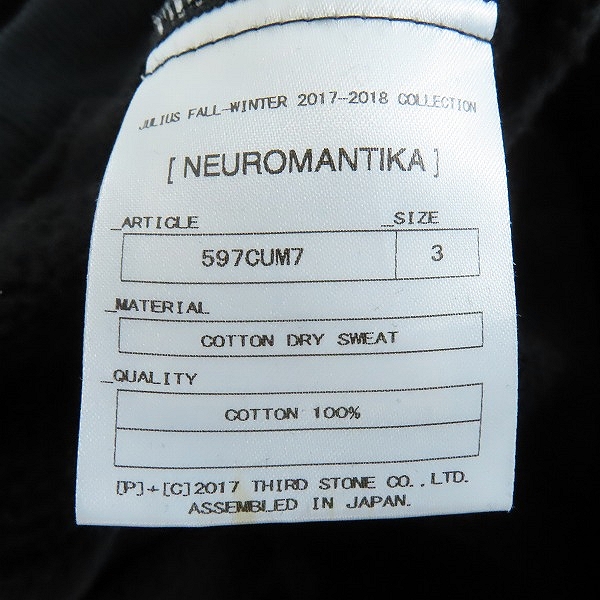 JULIUS FALL-WINTER 2017--2018 COLLECTION
[ NEUROMANTIKA ]
_ARTICLE _SIZE
597CUM7 3
_MATERIAL
COTTON DRY SWEAT
_QUALITY
COTTON 100%
[P]+[C]2017 THIRD STONE CO.,LTD.
ASSEMBLED IN JAPAN.